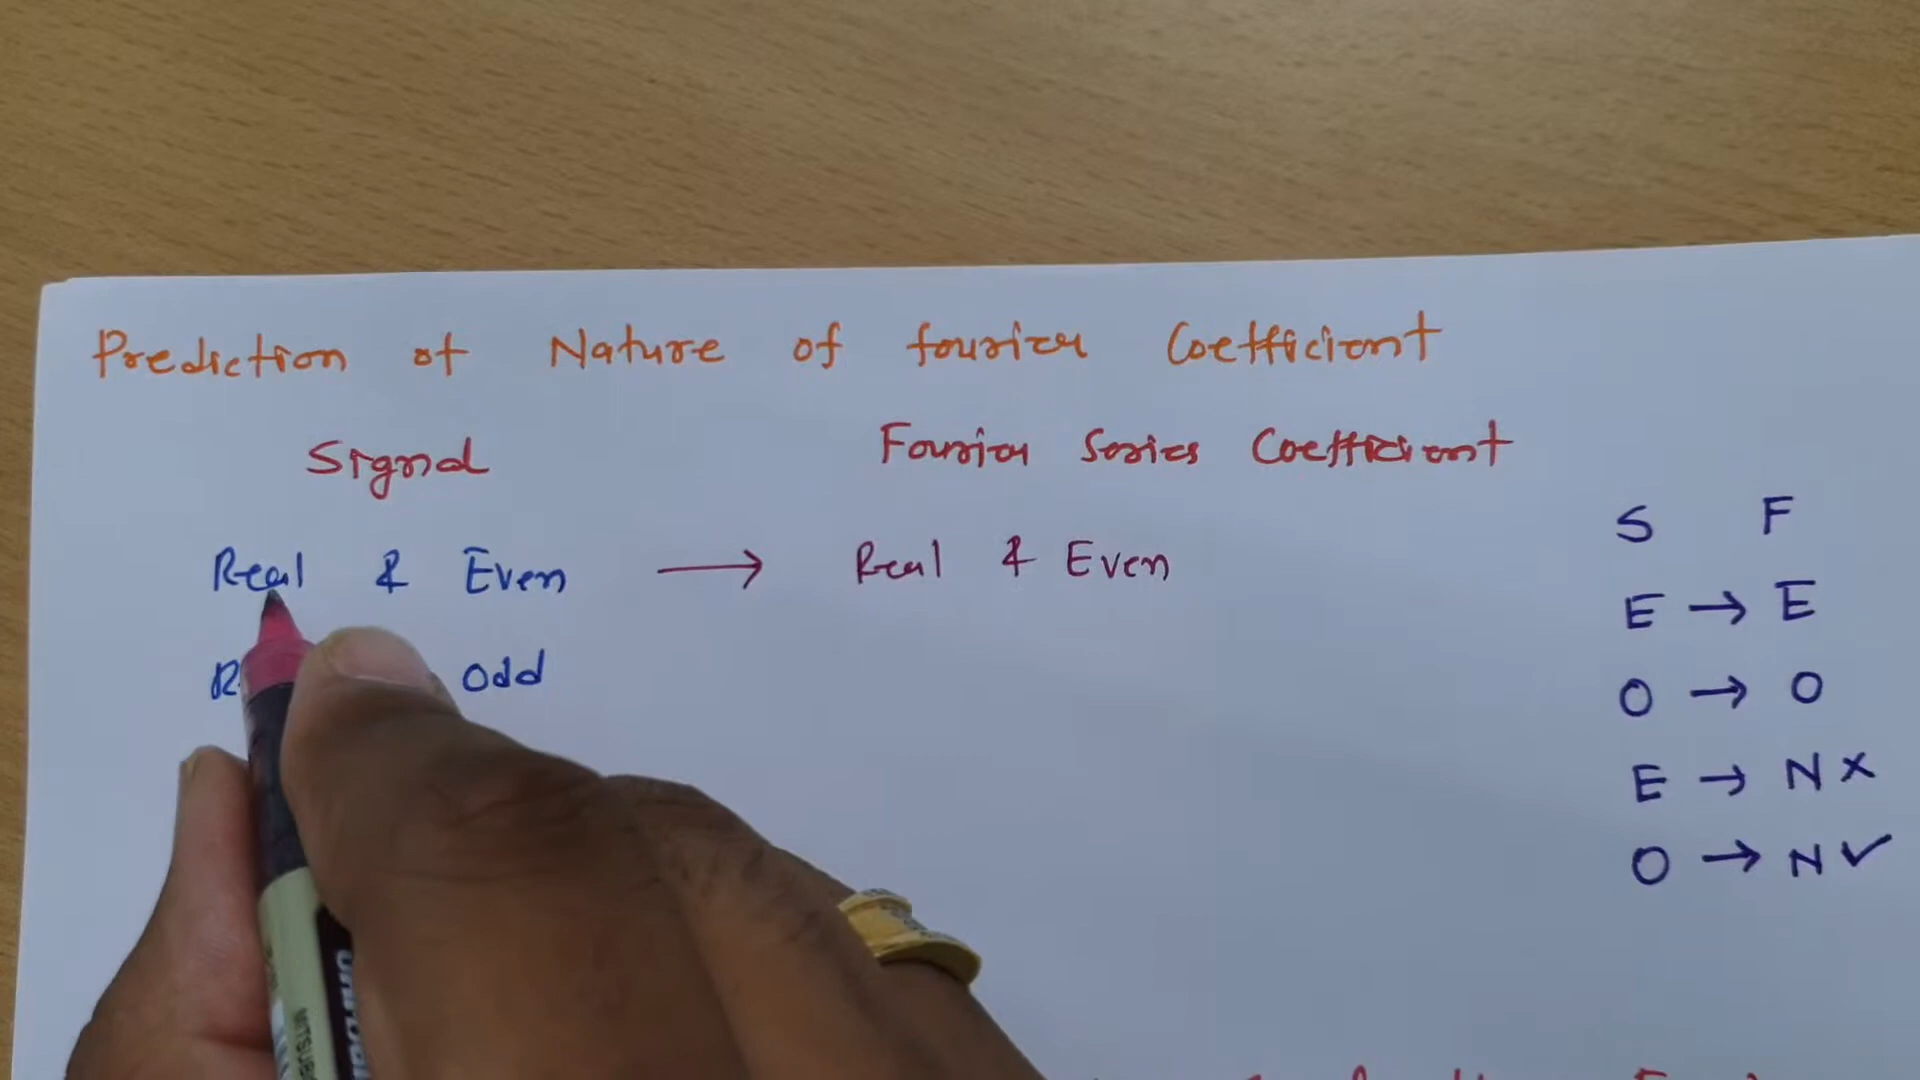 Prediction of Nature of fourier Coefficient
Signal Fourier Series Coefficient
S F
Real & Even → Real & Even
E → E
Odd
O → O
E → N ×
O → N ✓